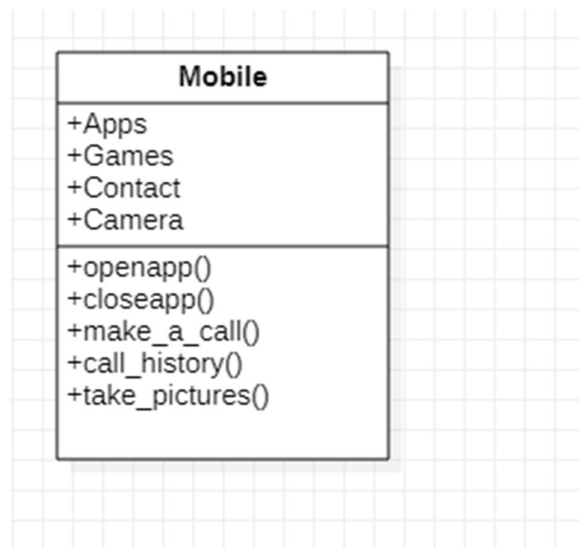 Mobile
+Apps
+Games
+Contact
+Camera
+openapp()
+closeapp()
+make_a_call()
+call_history()
+take_pictures()